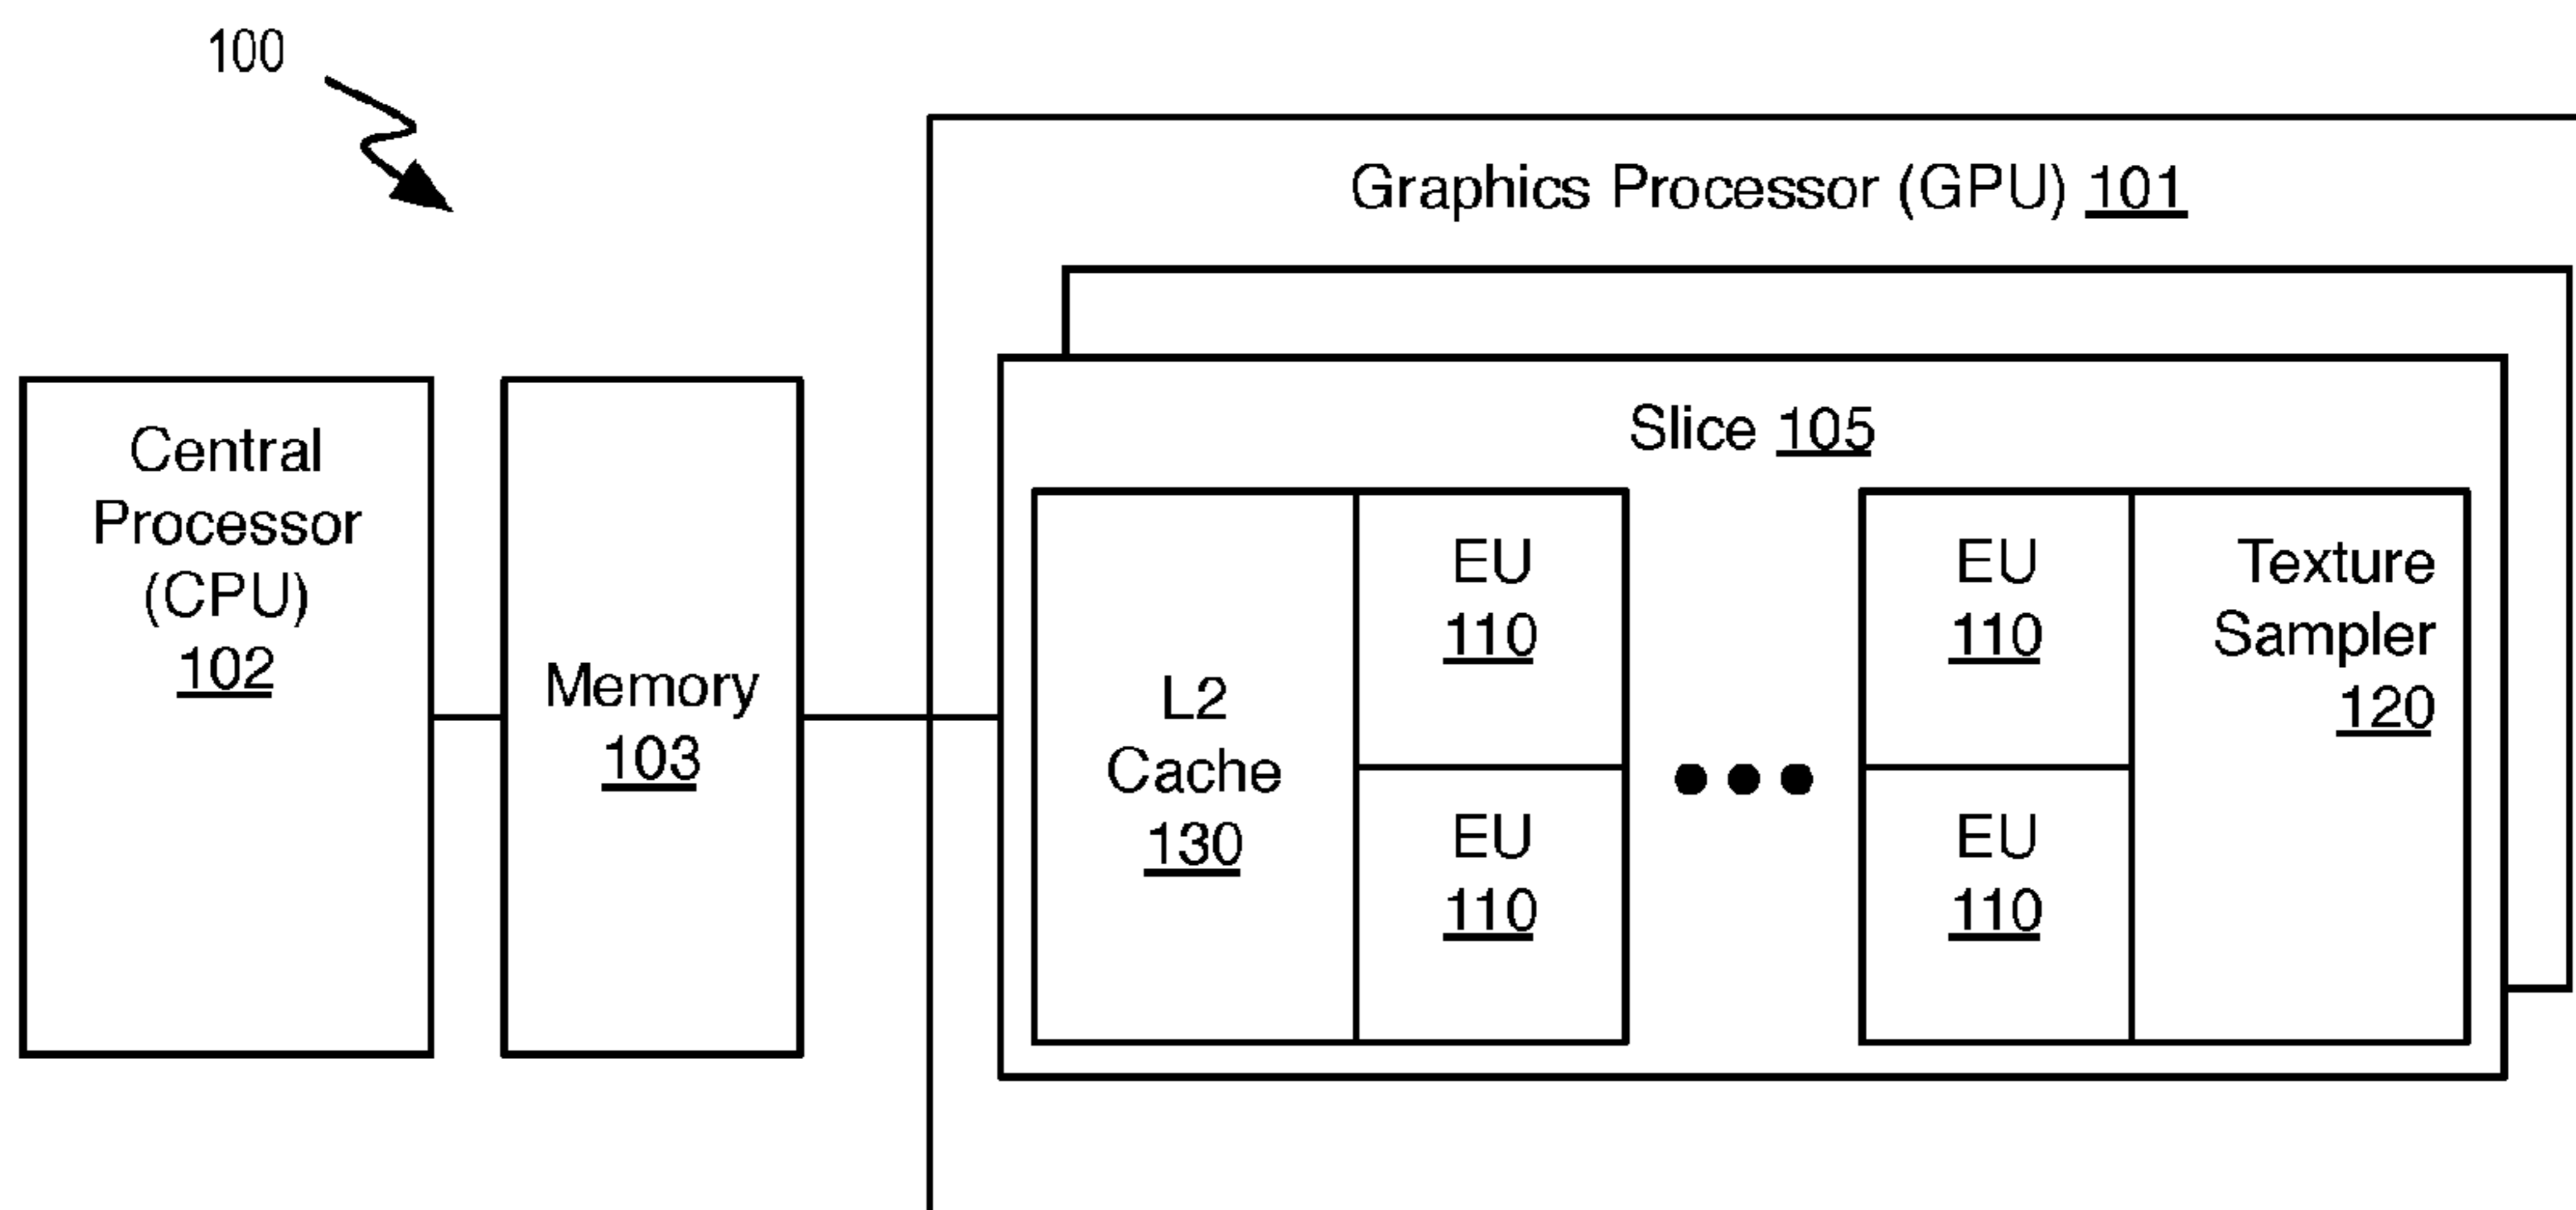 100
Graphics Processor (GPU) 101
Slice 105
Central
Processor
(CPU)
102
Memory
103
L2
Cache
130
EU
110
EU
110
EU
110
EU
110
Texture
Sampler
120